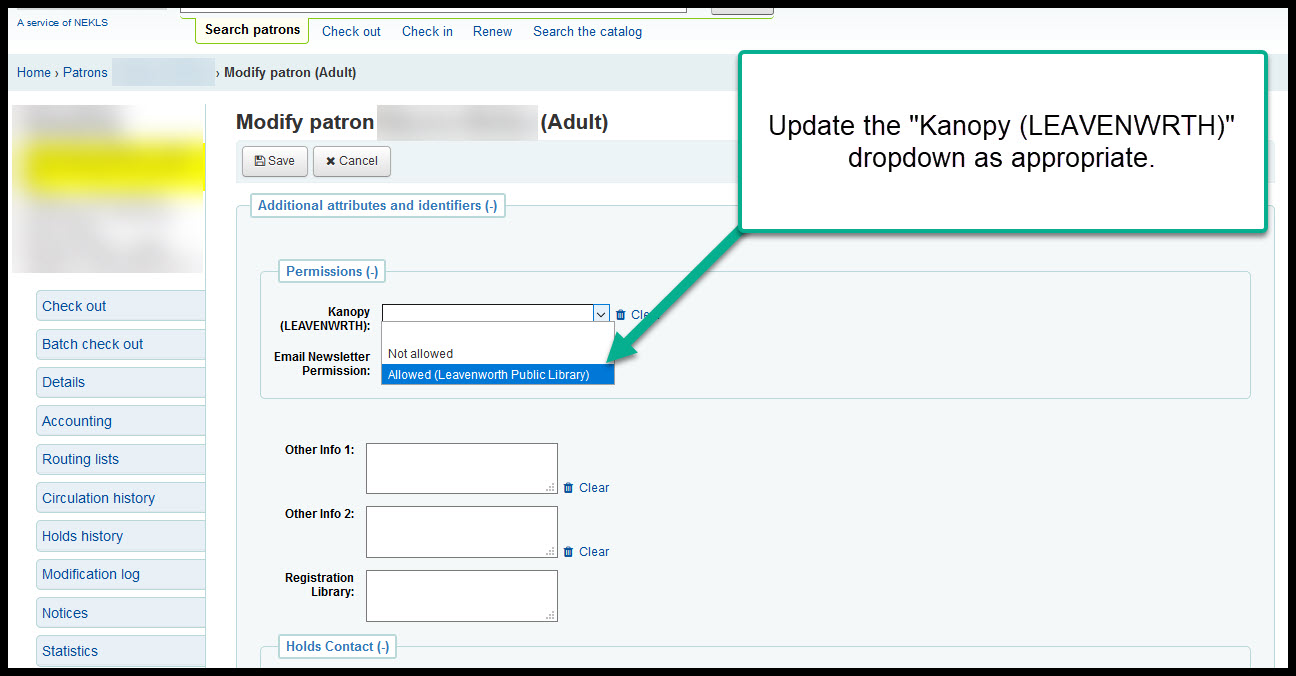 A service of NEKLS
Search patrons Check out Check in Renew Search the catalog
Home › Patrons › Modify patron (Adult)
Update the "Kanopy (LEAVENWRTH)"
dropdown as appropriate.
Modify patron (Adult)
Save Cancel
Additional attributes and identifiers (-)
Permissions (-)
Kanopy
(LEAVENWRTH):
Email Newsletter
Permission:
Not allowed
Allowed (Leavenworth Public Library)
Check out
Batch check out
Details
Accounting
Routing lists
Circulation history
Holds history
Modification log
Notices
Statistics
Other Info 1:
Clear
Other Info 2:
Clear
Registration
Library:
Holds Contact (-)